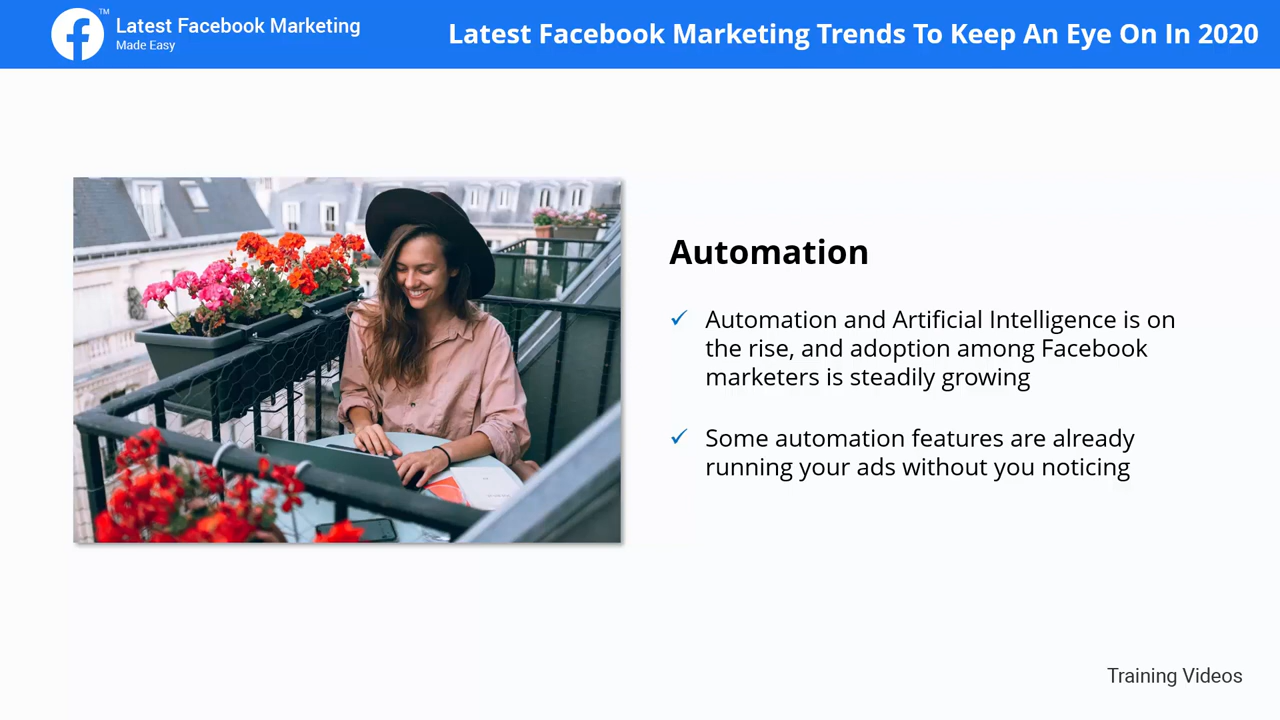 Latest Facebook Marketing
TM
Made Easy
Latest Facebook Marketing Trends To Keep An Eye On In 2020
Automation
✓ Automation and Artificial Intelligence is on
the rise, and adoption among Facebook
marketers is steadily growing
✓ Some automation features are already
running your ads without you noticing
Training Videos